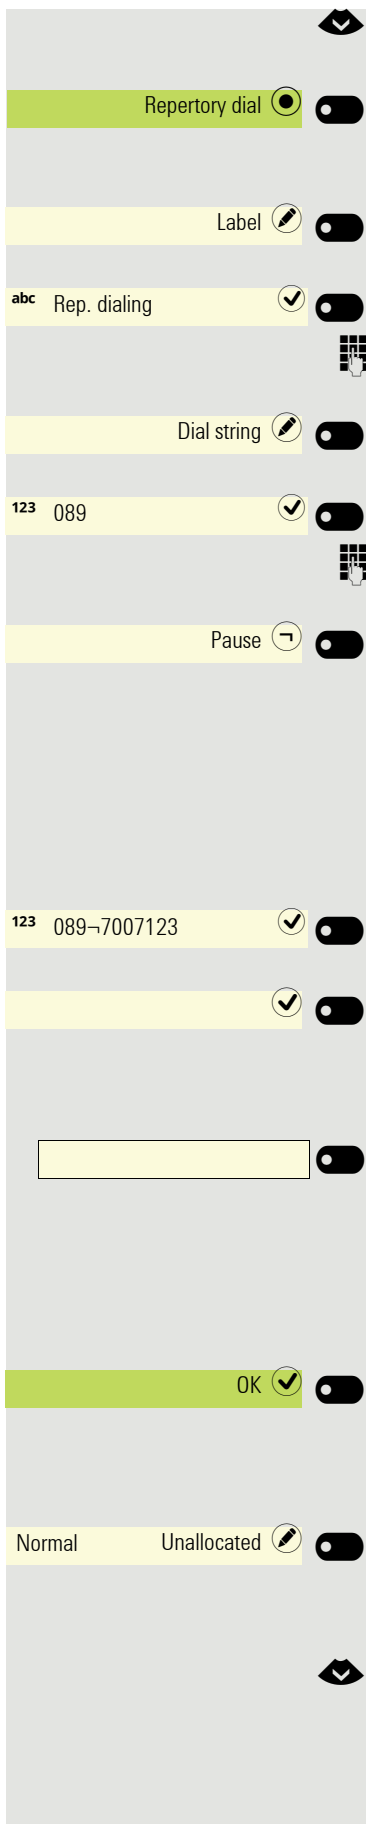 Repertory dial
Label
abc Rep. dialing
Dial string
123 089
Pause ¬
123 089¬7007123
OK
Normal Unallocated